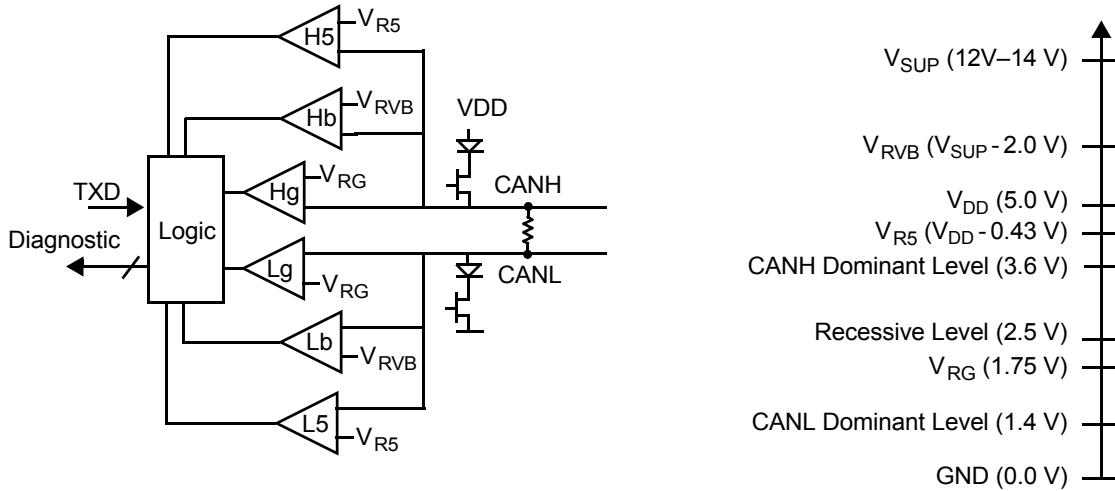 H5
V_R5
Hb
V_RVB
VDD
Hg
V_RG
CANH
TXD
Logic
Diagnostic
Lg
V_RG
CANL
Lb
V_RVB
L5
V_R5
V_SUP (12V–14 V)
V_RVB (V_SUP - 2.0 V)
V_DD (5.0 V)
V_R5 (V_DD - 0.43 V)
CANH Dominant Level (3.6 V)
Recessive Level (2.5 V)
V_RG (1.75 V)
CANL Dominant Level (1.4 V)
GND (0.0 V)